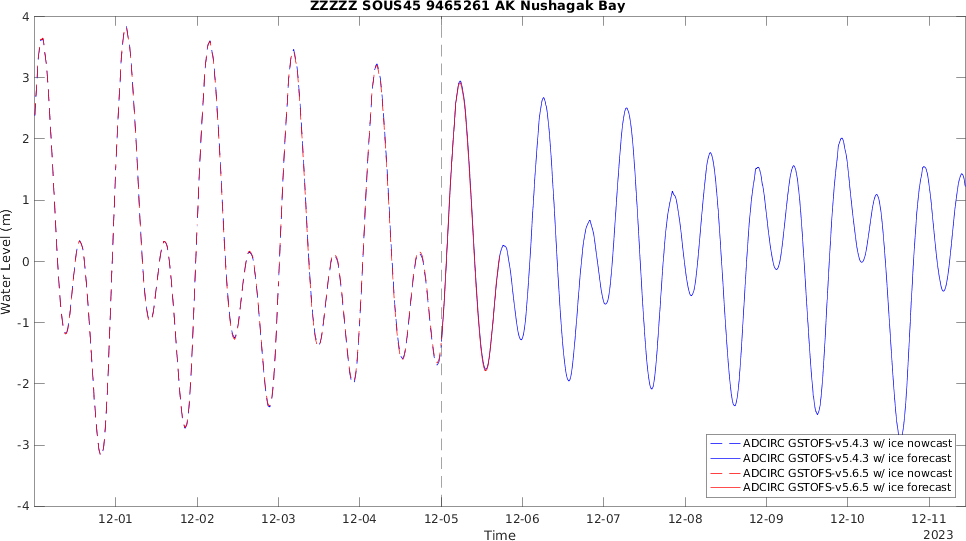 ZZZZZ SOUS45 9465261 AK Nushagak Bay
4
3
2
1
0
-1
-2
-3
-4
Water Level (m)
12-01 12-02 12-03 12-04 12-05 12-06 12-07 12-08 12-09 12-10 12-11
Time
2023
ADCIRC GSTOFS-v5.4.3 w/ ice nowcast
ADCIRC GSTOFS-v5.4.3 w/ ice forecast
ADCIRC GSTOFS-v5.6.5 w/ ice nowcast
ADCIRC GSTOFS-v5.6.5 w/ ice forecast